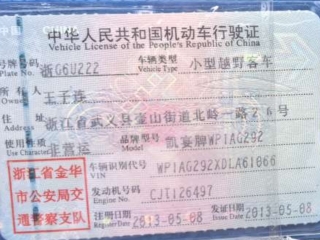 中华人民共和国机动车行驶证
Vehicle License of the People's Republic of China
号牌号码 浙G6U222 车辆类型 小型越野客车
Plate No. Vehicle Type
所有人 王子连
Owner
住址 浙江省武义县壶山街道北岭一路26号
Address
使用性质 非营运 品牌型号 凯宴牌WP1AG292
Use Character Model
浙江省金华市公安局交通警察支队
车辆识别代号 WP1AG292XDLA61066
VIN
发动机号码 CJT126497
Engine No.
注册日期 2013-05-08 发证日期 2013-05-08
Register Date Issue Date